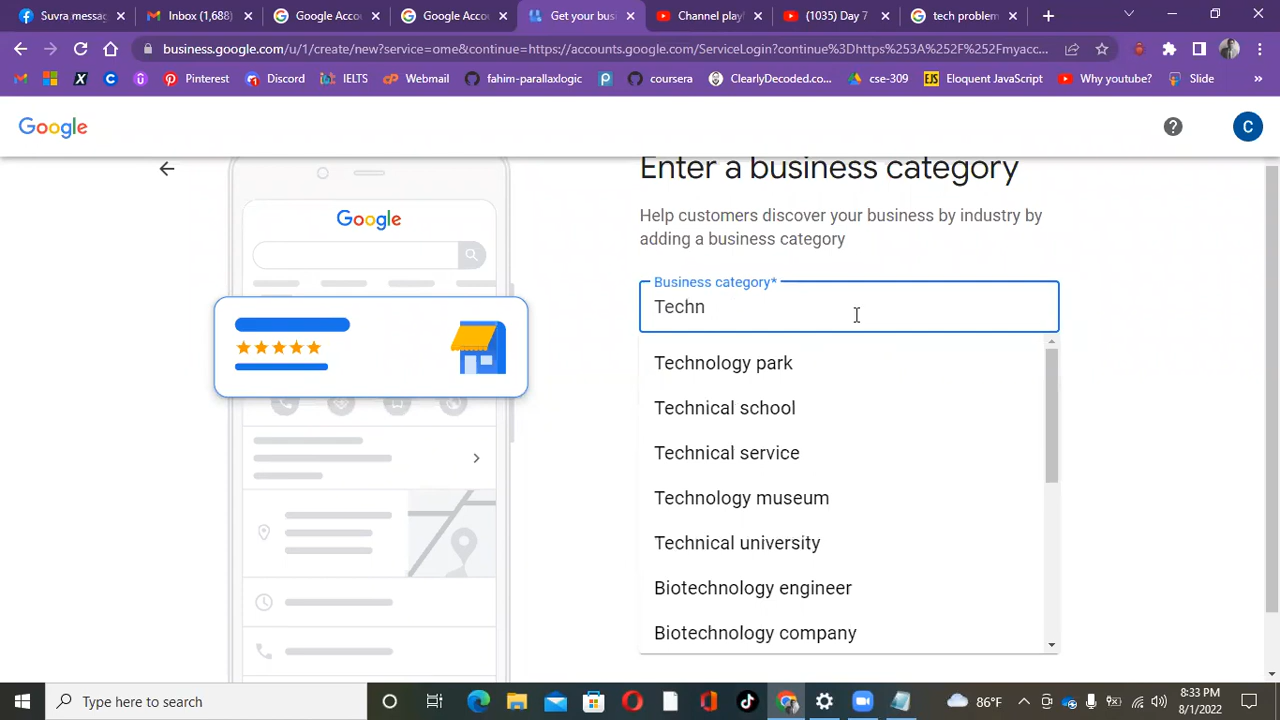 Suvra messag
Inbox (1,688)
Google Acco
Google Accou
Get your busi
Channel playl
(1035) Day 7
tech problem
business.google.com/u/1/create/new?service=ome&continue=https://accounts.google.com/ServiceLogin?continue%3Dhttps%253A%252F%252Fmyacc...
Pinterest
Discord
IELTS
Webmail
fahim-parallaxlogic
coursera
ClearlyDecoded.co...
cse-309
EJS
Eloquent JavaScript
Why youtube?
Slide
»
Google
C
Enter a business category
Help customers discover your business by industry by
adding a business category
Google
Business category*
Techn
Technology park
Technical school
Technical service
Technology museum
Technical university
Biotechnology engineer
Biotechnology company
Type here to search
86°F
8:33 PM
8/1/2022